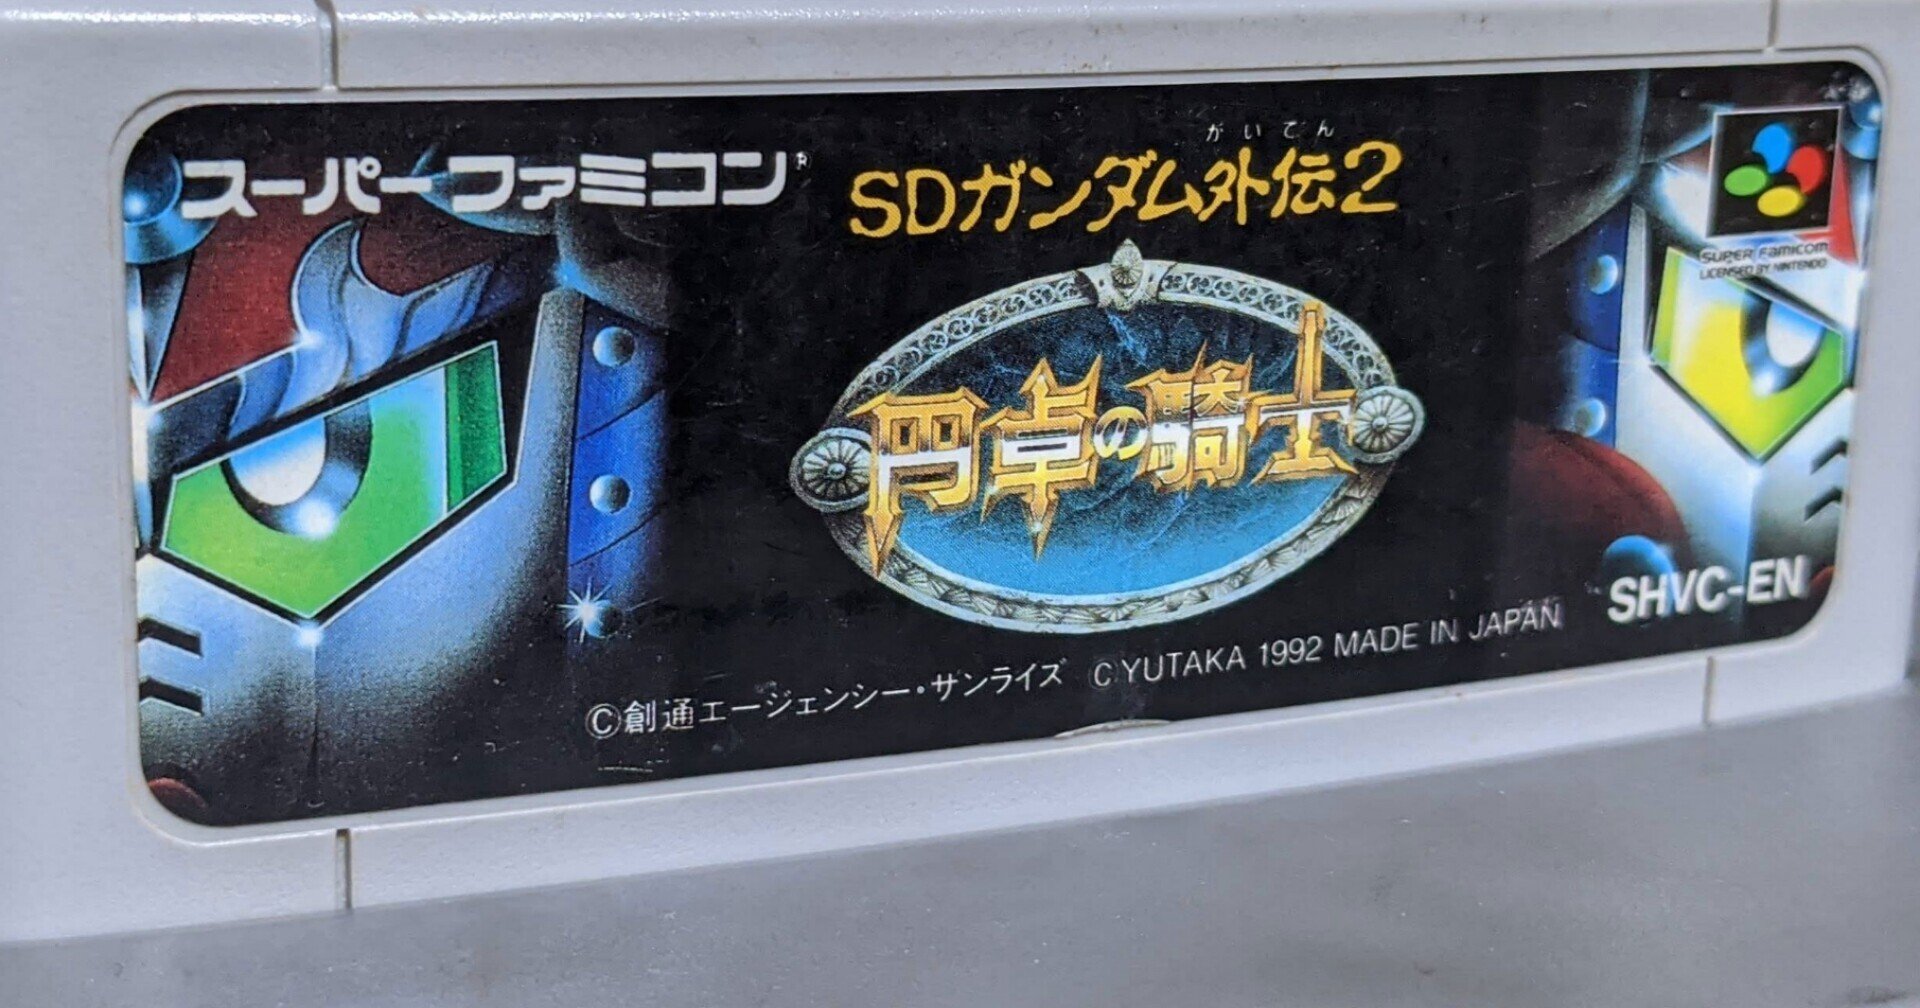 スーパーファミコン®
がいでん
SDガンダム外伝2
円卓の騎士
SUPER FAMICOM
LICENSED BY NINTENDO
SHVC-EN
©創通エージェンシー・サンライズ ©YUTAKA 1992 MADE IN JAPAN